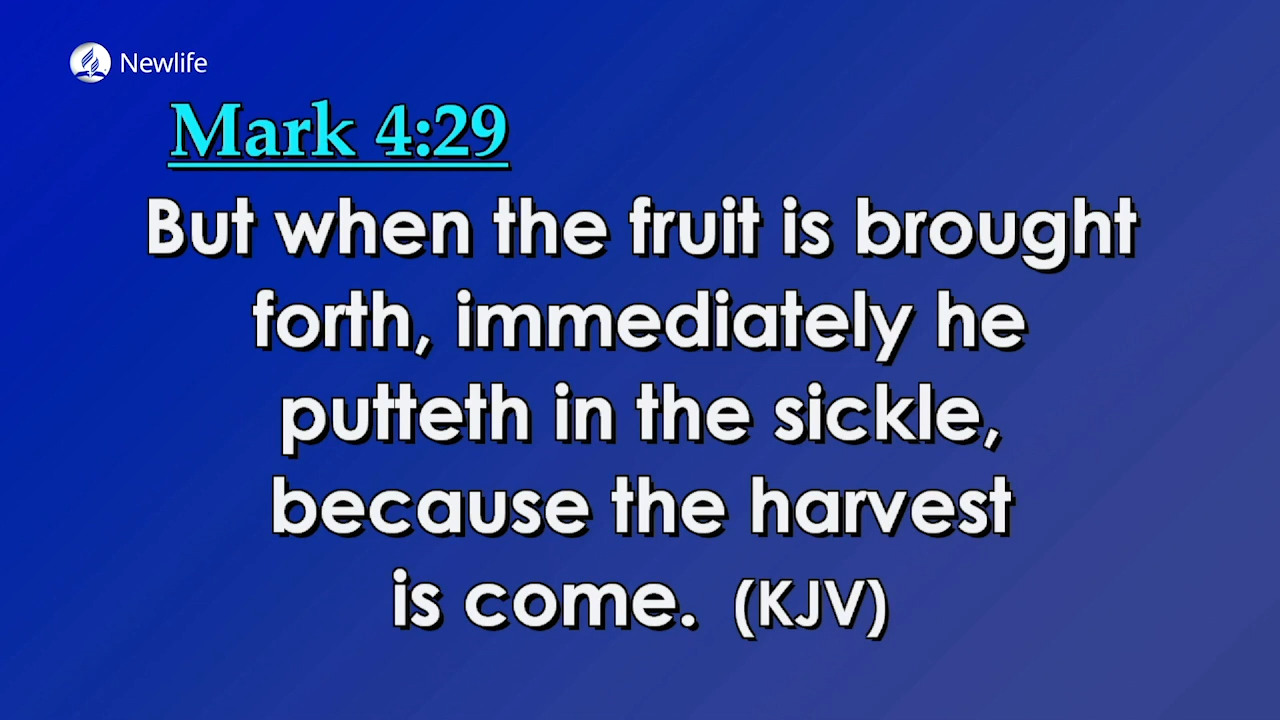 Newlife
Mark 4:29
But when the fruit is brought
forth, immediately he
putteth in the sickle,
because the harvest
is come. (KJV)